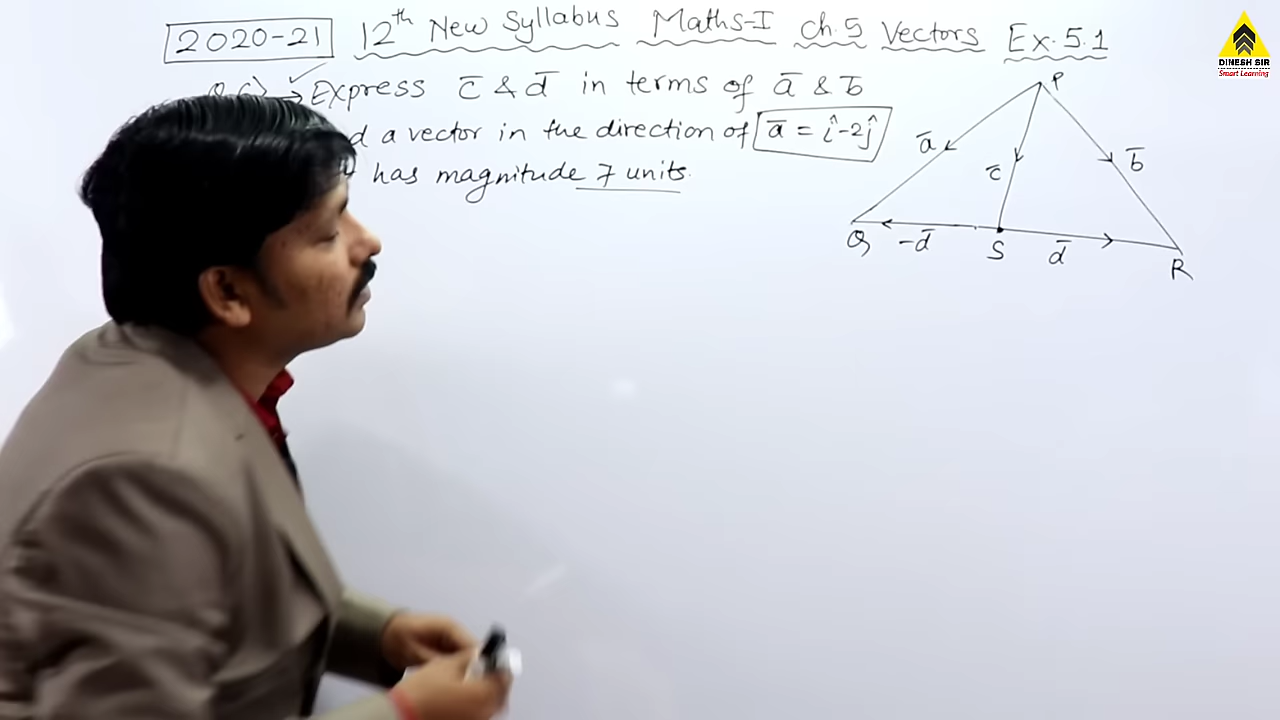 2020-21 12th New Syllabus Maths-I Ch.5 Vectors Ex.5.1
→ Express c̄ & d̄ in terms of ā & b̄
a vector in the direction of ā = î-2ĵ
has magnitude 7 units.
P
ā
c̄
b̄
Q -d̄ S d̄ R
DINESH SIR
Smart Learning